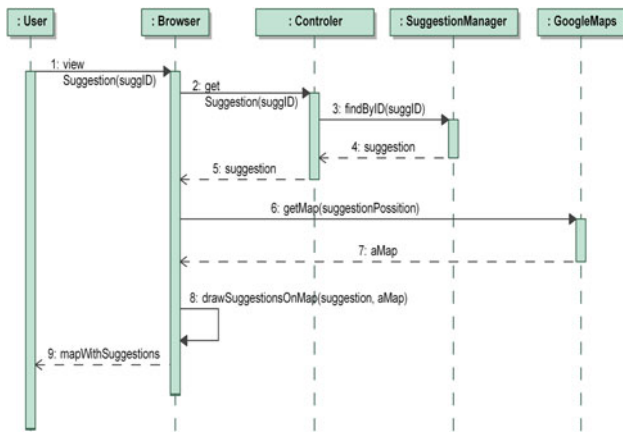 : User
: Browser
: Controler
: SuggestionManager
: GoogleMaps
1: view
Suggestion(suggID)
2: get
Suggestion(suggID)
3: findByID(suggID)
4: suggestion
5: suggestion
6: getMap(suggestionPossition)
7: aMap
8: drawSuggestionsOnMap(suggestion, aMap)
9: mapWithSuggestions